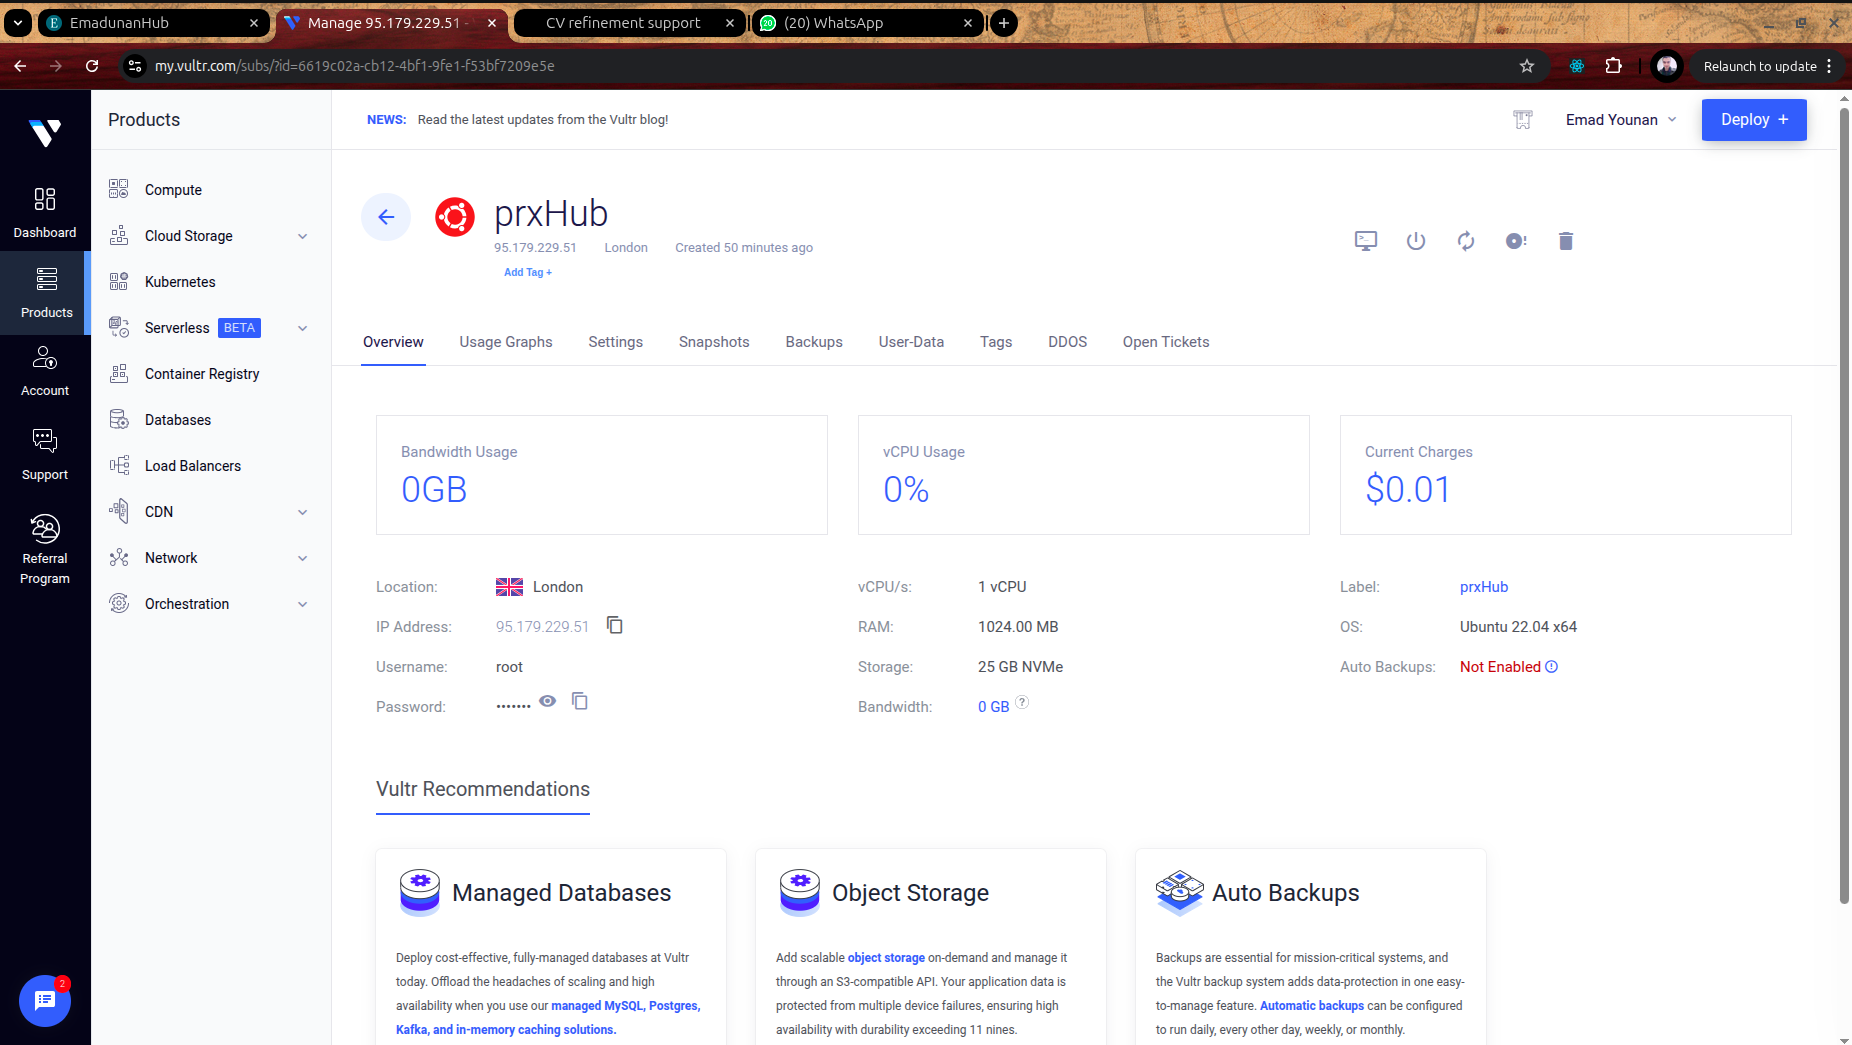 EmadunanHub
Manage 95.179.229.51 -
CV refinement support
(20) WhatsApp
my.vultr.com/subs/?id=6619c02a-cb12-4bf1-9fe1-f53bf7209e5e
Relaunch to update
Products
NEWS: Read the latest updates from the Vultr blog!
Emad Younan
Deploy +
Dashboard
Products
Account
Support
Referral
Program
2
Compute
Cloud Storage
Kubernetes
Serverless BETA
Container Registry
Databases
Load Balancers
CDN
Network
Orchestration
prxHub
95.179.229.51 London Created 50 minutes ago
Add Tag +
Overview Usage Graphs Settings Snapshots Backups User-Data Tags DDOS Open Tickets
Bandwidth Usage
0GB
vCPU Usage
0%
Current Charges
$0.01
Location: London
IP Address: 95.179.229.51
Username: root
Password: •••••••
vCPU/s: 1 vCPU
RAM: 1024.00 MB
Storage: 25 GB NVMe
Bandwidth: 0 GB ?
Label: prxHub
OS: Ubuntu 22.04 x64
Auto Backups: Not Enabled
Vultr Recommendations
Managed Databases
Deploy cost-effective, fully-managed databases at Vultr
today. Offload the headaches of scaling and high
availability when you use our managed MySQL, Postgres,
Kafka, and in-memory caching solutions.
Object Storage
Add scalable object storage on-demand and manage it
through an S3-compatible API. Your application data is
protected from multiple device failures, ensuring high
availability with durability exceeding 11 nines.
Auto Backups
Backups are essential for mission-critical systems, and
the Vultr backup system adds data-protection in one easy-
to-manage feature. Automatic backups can be configured
to run daily, every other day, weekly, or monthly.